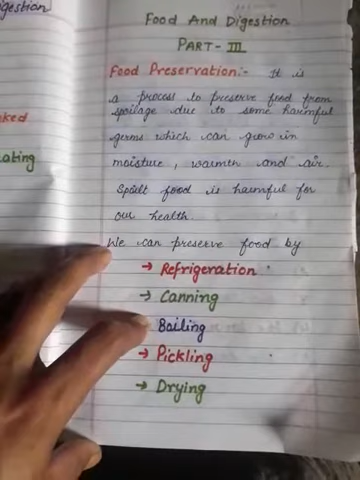 igestion
iked
ating
Food And Digestion
PART - III
Food Preservation:- It is
a process to preserve food from
spoilage due to some harmful
germs which can grow in
moisture, warmth and air.
Spoilt food is harmful for
our health
We can preserve food by
→ Refrigeration
→ Canning
Boiling
→ Pickling
→ Drying